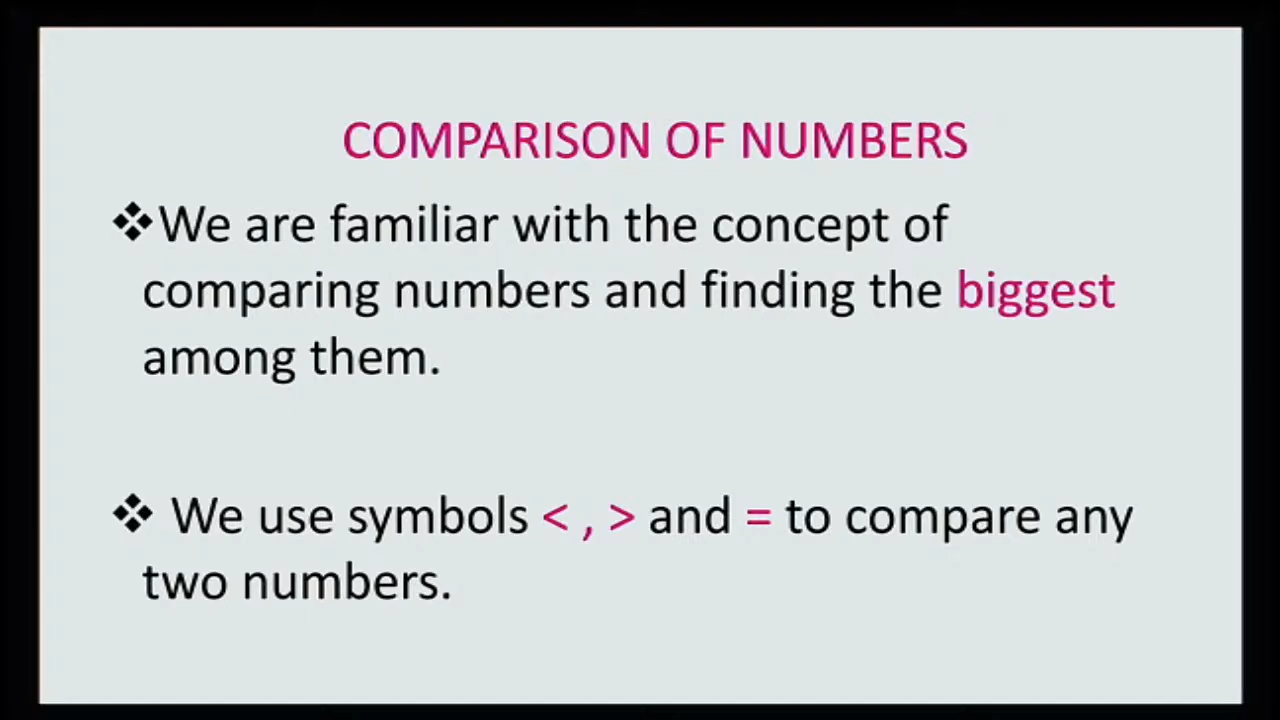 COMPARISON OF NUMBERS
❖We are familiar with the concept of
comparing numbers and finding the biggest
among them.
❖ We use symbols < , > and = to compare any
two numbers.